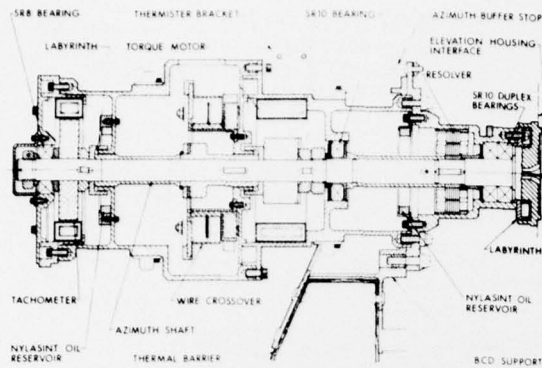 SR8 BEARING
THERMISTER BRACKET
SR10 BEARING
AZIMUTH BUFFER STOP
LABYRINTH
TORQUE MOTOR
ELEVATION HOUSING
INTERFACE
RESOLVER
SR10 DUPLEX
BEARINGS
LABYRINTH
TACHOMETER
WIRE CROSSOVER
NYLASINT OIL
RESERVOIR
AZIMUTH SHAFT
NYLASINT OIL
RESERVOIR
THERMAL BARRIER
BCD SUPPORT